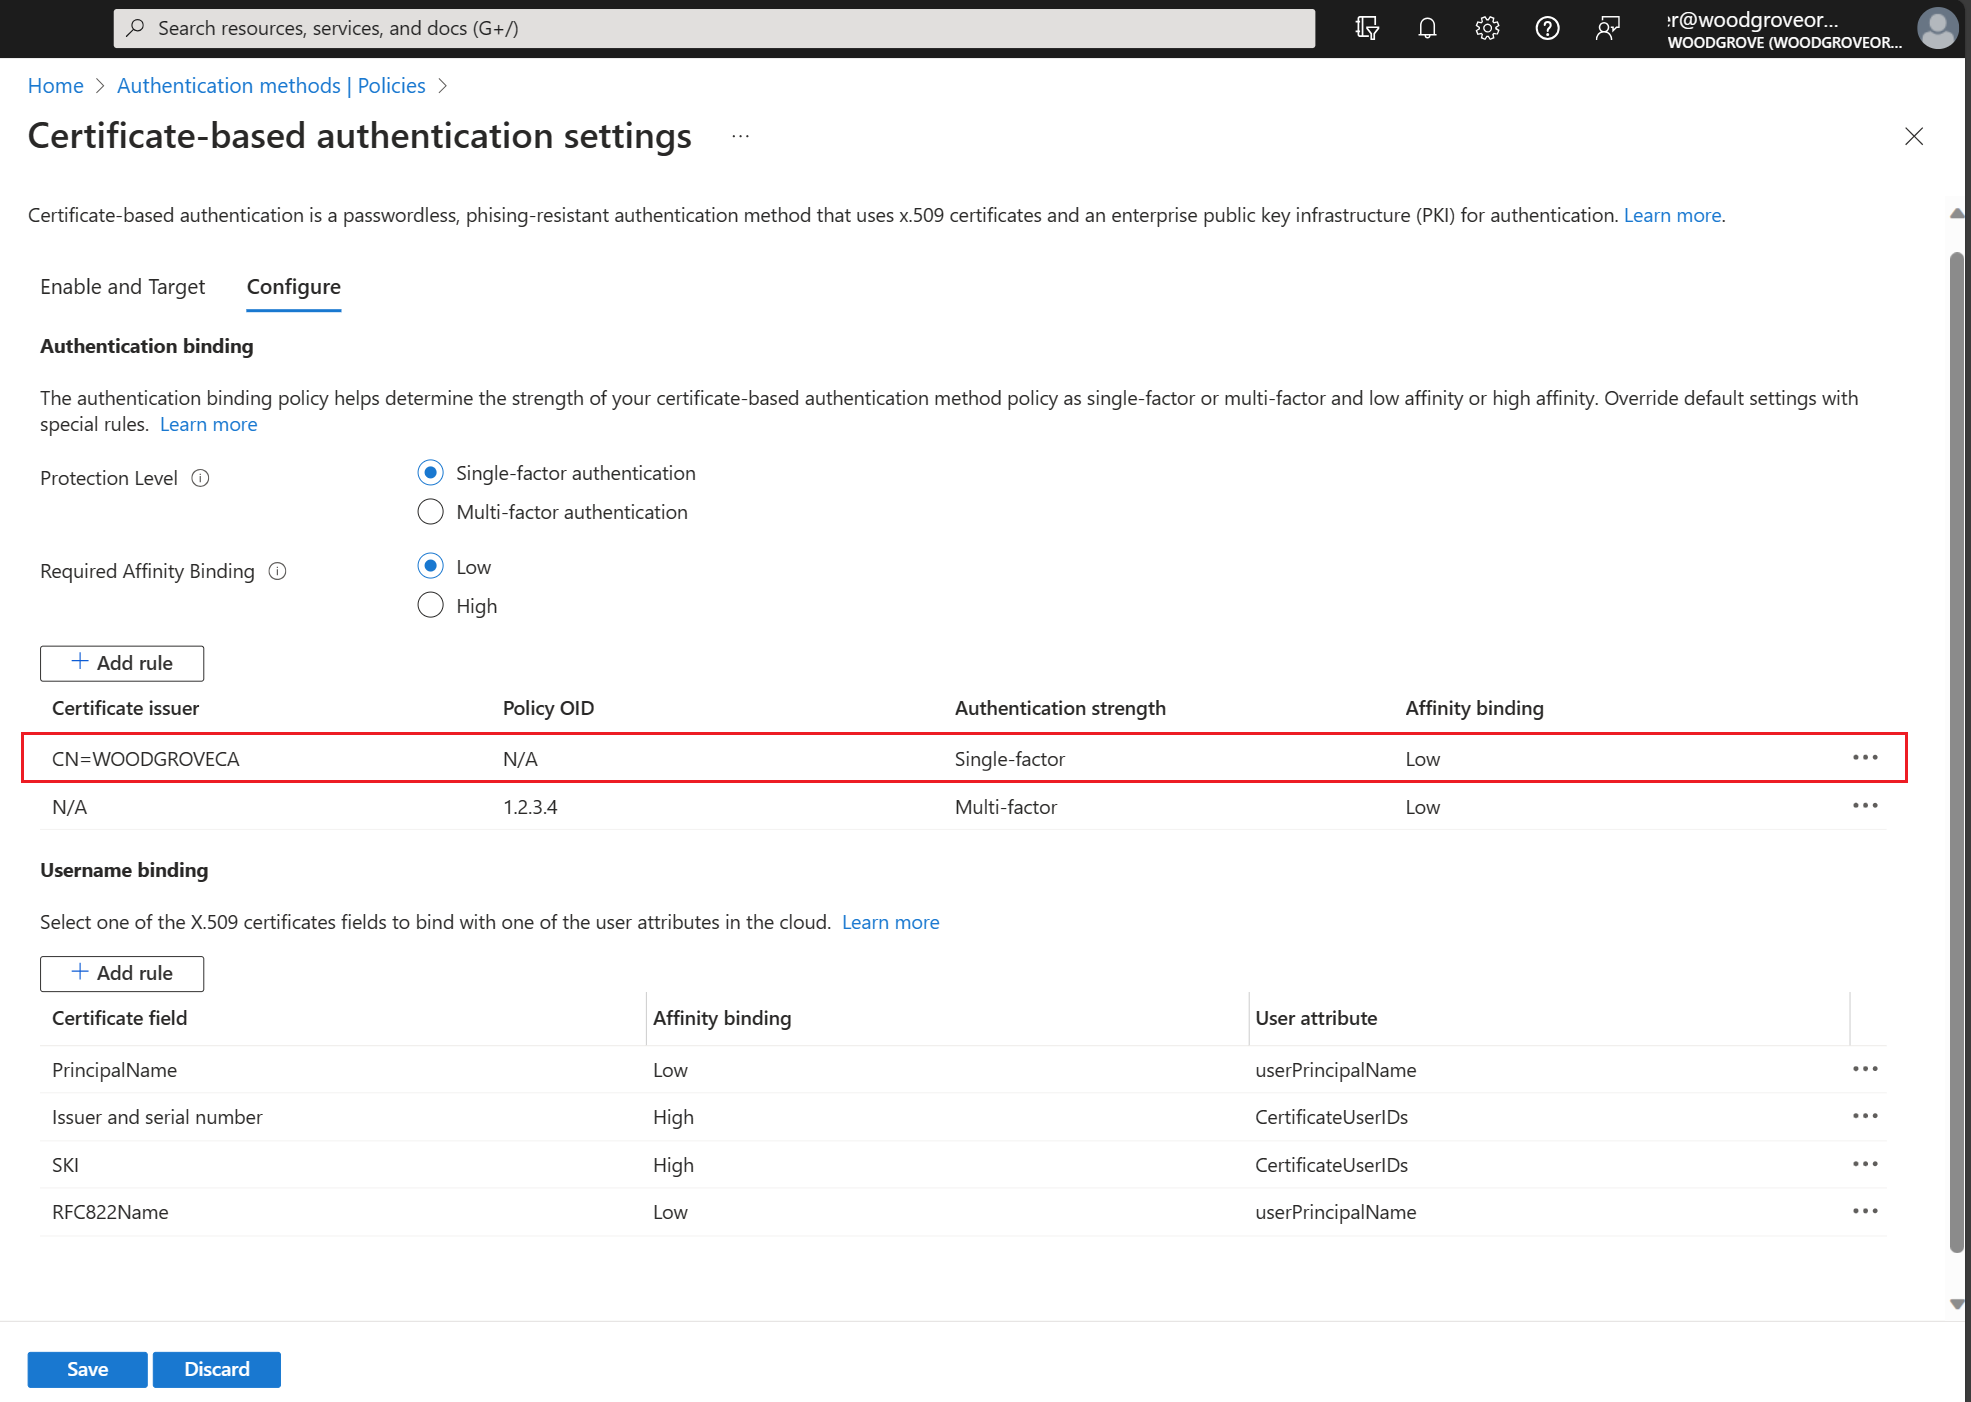 Search resources, services, and docs (G+/)
r@woodgroveor...
WOODGROVE (WOODGROVEOR...
Home > Authentication methods | Policies >
Certificate-based authentication settings ...
Certificate-based authentication is a passwordless, phising-resistant authentication method that uses x.509 certificates and an enterprise public key infrastructure (PKI) for authentication. Learn more.
Enable and Target Configure
Authentication binding
The authentication binding policy helps determine the strength of your certificate-based authentication method policy as single-factor or multi-factor and low affinity or high affinity. Override default settings with
special rules. Learn more
Protection Level Single-factor authentication
Multi-factor authentication
Required Affinity Binding Low
High
+ Add rule
Certificate issuer Policy OID Authentication strength Affinity binding
CN=WOODGROVECA N/A Single-factor Low ...
N/A 1.2.3.4 Multi-factor Low ...
Username binding
Select one of the X.509 certificates fields to bind with one of the user attributes in the cloud. Learn more
+ Add rule
Certificate field Affinity binding User attribute
PrincipalName Low userPrincipalName ...
Issuer and serial number High CertificateUserIDs ...
SKI High CertificateUserIDs ...
RFC822Name Low userPrincipalName ...
Save Discard